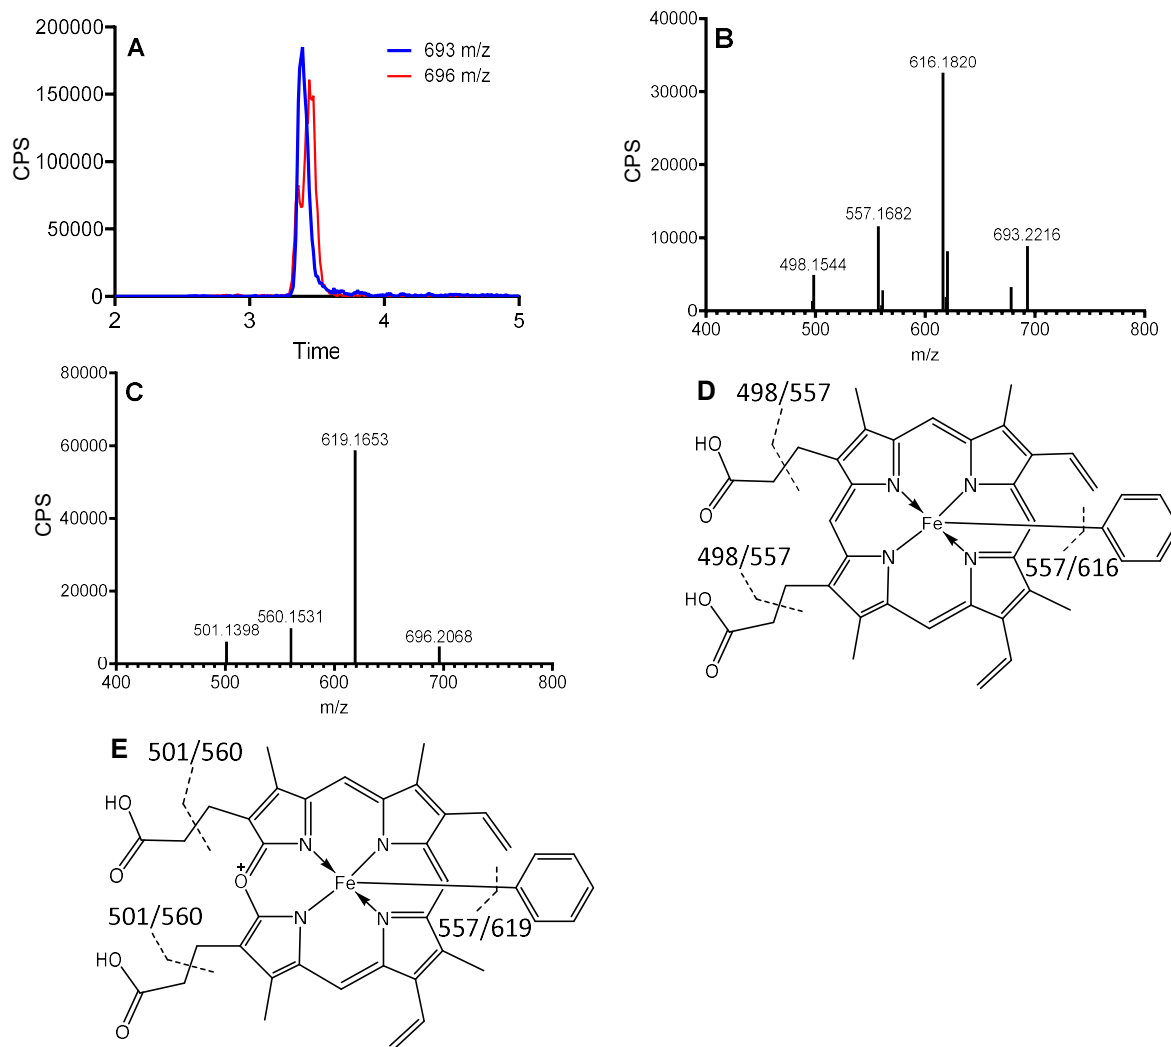 A
200000
150000
100000
50000
0
CPS
693 m/z
696 m/z
2
3
4
5
Time
B
40000
30000
20000
10000
0
CPS
616.1820
557.1682
693.2216
498.1544
400
500
600
700
800
m/z
C
80000
60000
40000
20000
0
CPS
619.1653
560.1531
501.1398
696.2068
400
500
600
700
800
m/z
D
498/557
HO
O
N
N
Fe
N
N
557/616
498/557
HO
O
E
501/560
HO
O
N
N
+
O
Fe
N
N
557/619
501/560
HO
O